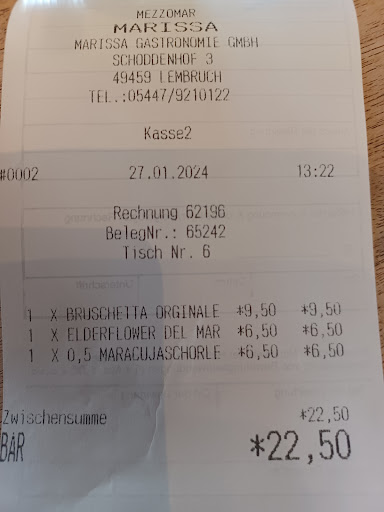 MEZZOMAR
MARISSA
MARISSA GASTRONOMIE GMBH
SCHODDENHOF 3
49459 LEMBRUCH
TEL.:05447/9210122
Kasse2
#0002 27.01.2024 13:22
Rechnung 62196
BelegNr.: 65242
Tisch Nr. 6
1 X BRUSCHETTA ORGINALE *9,50 *9,50
1 X ELDERFLOWER DEL MAR *6,50 *6,50
1 X 0,5 MARACUJASCHORLE *6,50 *6,50
Zwischensumme *22,50
BAR *22,50